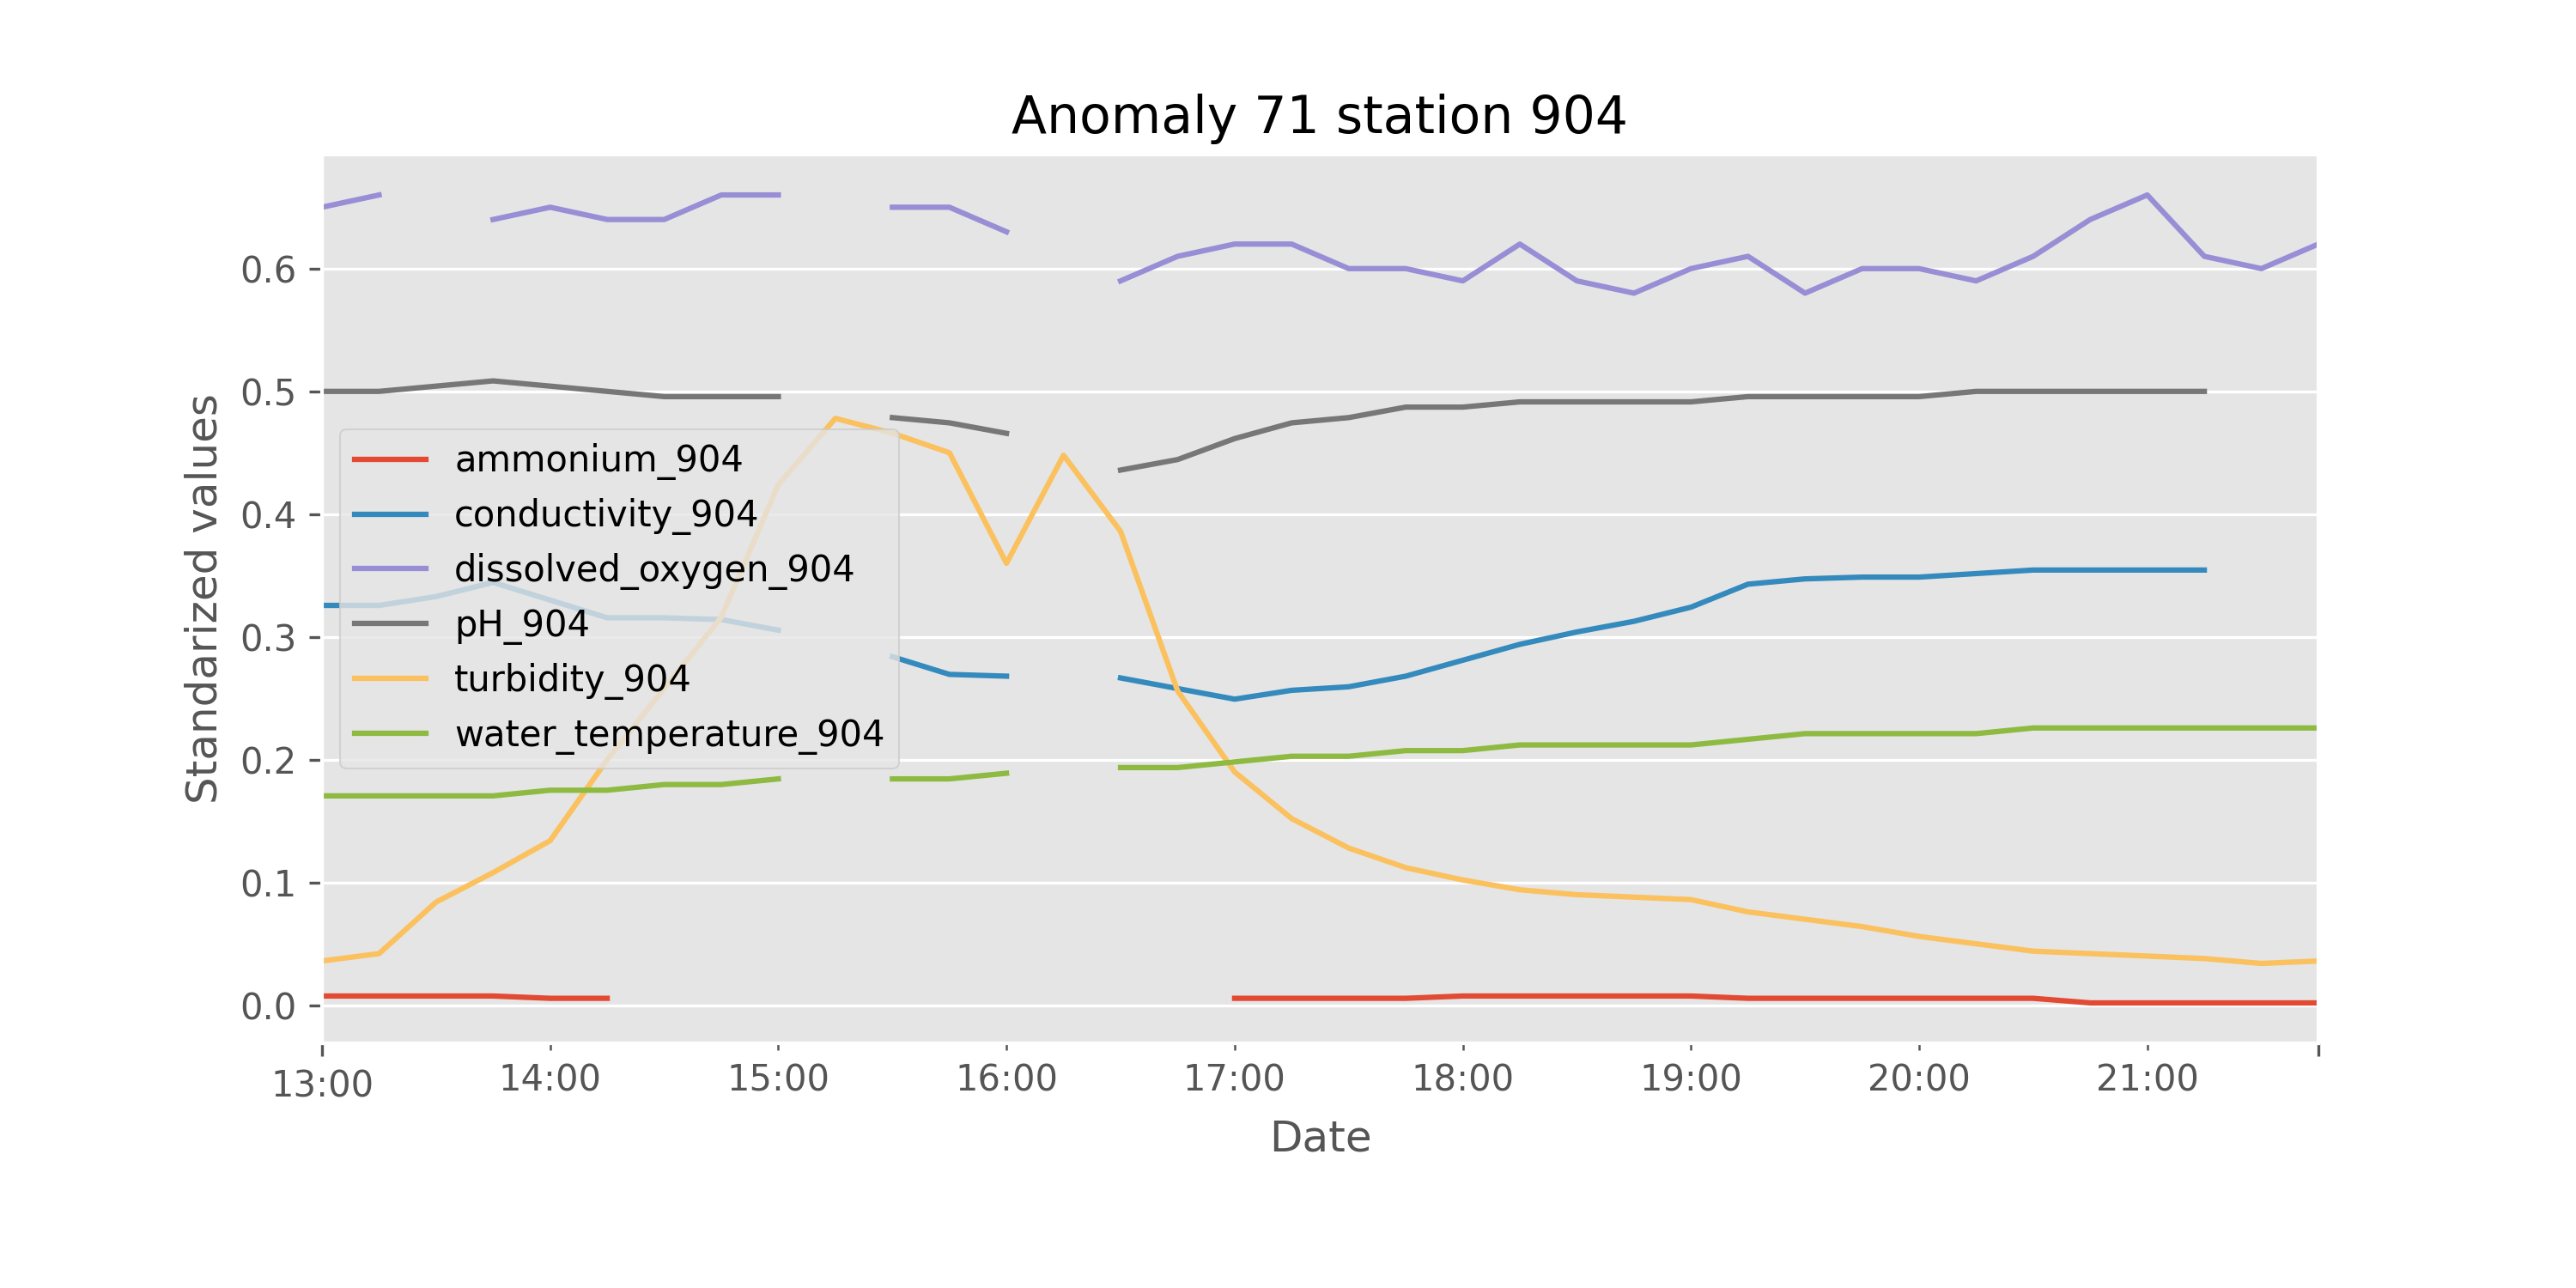 Anomaly 71 station 904
Standarized values
0.6
0.5
0.4
0.3
0.2
0.1
0.0
ammonium_904
conductivity_904
dissolved_oxygen_904
pH_904
turbidity_904
water_temperature_904
13:00 14:00 15:00 16:00 17:00 18:00 19:00 20:00 21:00
Date